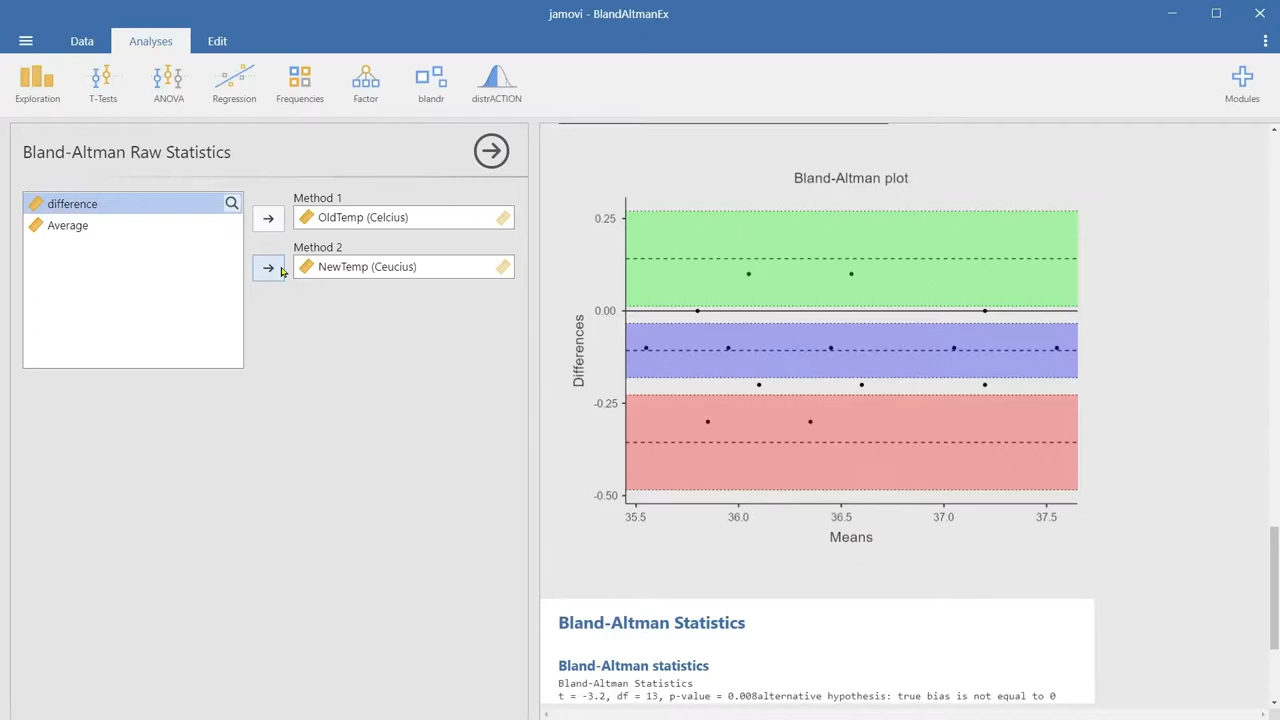 jamovi - BlandAltmanEx
Data
Analyses
Edit
Exploration
T-Tests
ANOVA
Regression
Frequencies
Factor
blandr
distrACTION
Modules
Bland-Altman Raw Statistics
difference
Average
Method 1
OldTemp (Celcius)
Method 2
NewTemp (Ceucius)
Bland-Altman plot
0.25
0.00
-0.25
-0.50
Differences
35.5
36.0
36.5
37.0
37.5
Means
Bland-Altman Statistics
Bland-Altman statistics
Bland-Altman Statistics
t = -3.2, df = 13, p-value = 0.008alternative hypothesis: true bias is not equal to 0